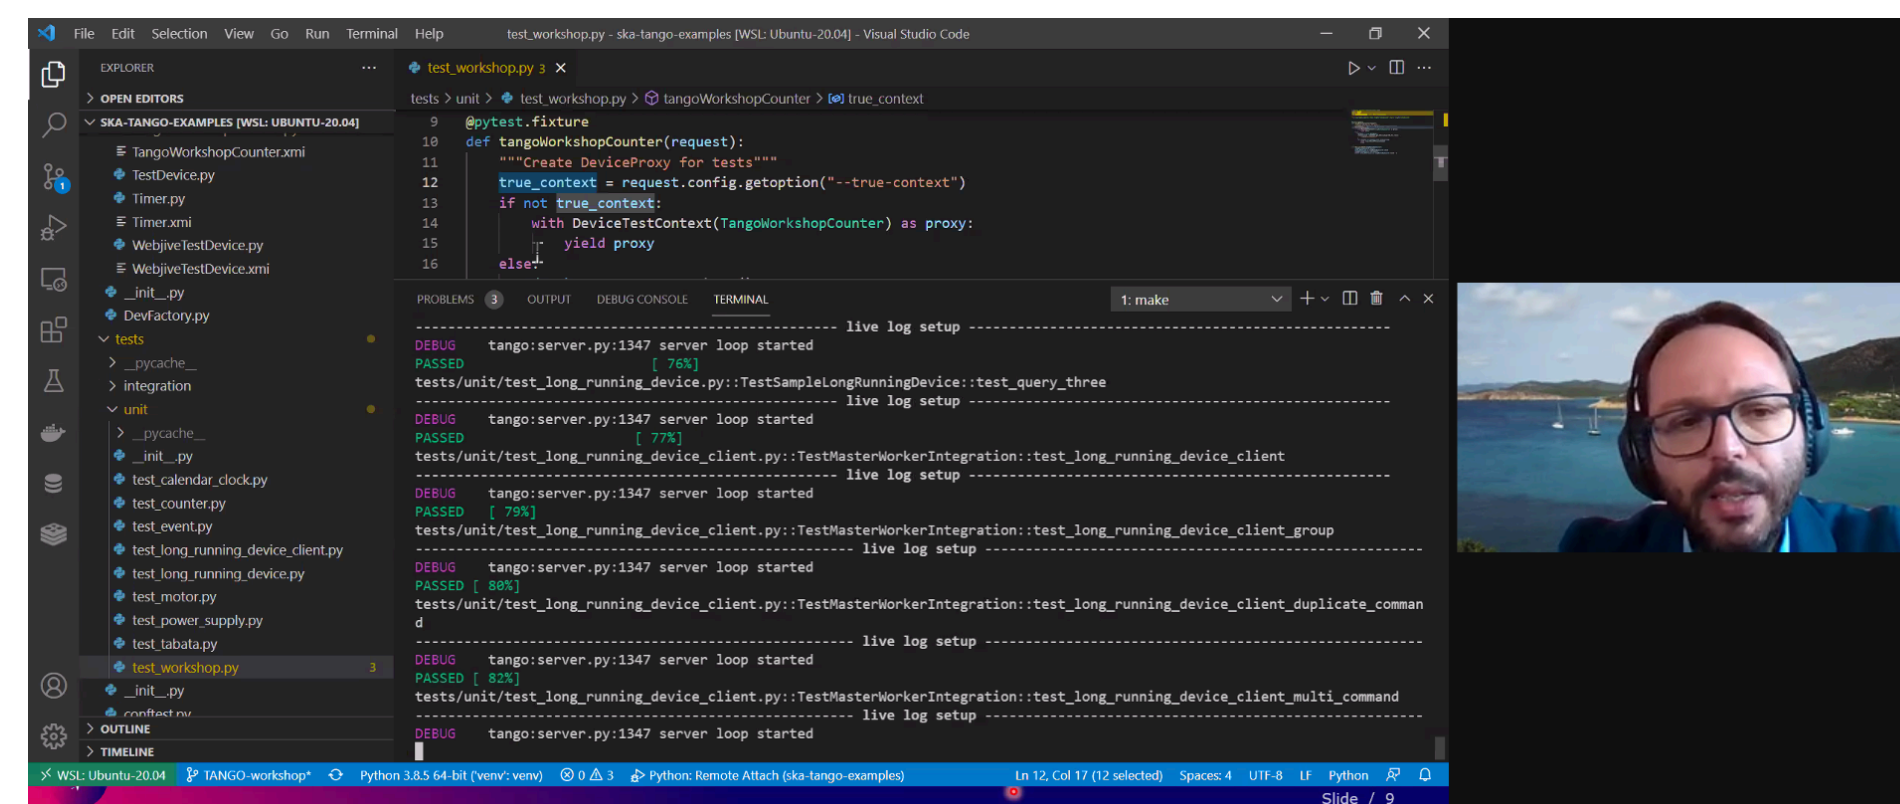 File Edit Selection View Go Run Terminal Help test_workshop.py - ska-tango-examples [WSL: Ubuntu-20.04] - Visual Studio Code
EXPLORER
OPEN EDITORS
SKA-TANGO-EXAMPLES [WSL: UBUNTU-20.04]
TangoWorkshopCounter.xmi
TestDevice.py
Timer.py
Timer.xmi
WebjiveTestDevice.py
WebjiveTestDevice.xmi
__init__.py
DevFactory.py
tests
__pycache__
integration
unit
__pycache__
__init__.py
test_calendar_clock.py
test_counter.py
test_event.py
test_long_running_device_client.py
test_long_running_device.py
test_motor.py
test_power_supply.py
test_tabata.py
test_workshop.py 3
__init__.py
conftest.py
OUTLINE
TIMELINE
1
test_workshop.py 3
tests > unit > test_workshop.py > tangoWorkshopCounter > true_context
9 @pytest.fixture
10 def tangoWorkshopCounter(request):
11 """Create DeviceProxy for tests"""
12 true_context = request.config.getoption("--true-context")
13 if not true_context:
14 with DeviceTestContext(TangoWorkshopCounter) as proxy:
15 yield proxy
16 else:
PROBLEMS 3 OUTPUT DEBUG CONSOLE TERMINAL 1: make
--------------------------------------------------- live log setup ---------------------------------------------------
DEBUG tango:server.py:1347 server loop started
PASSED [ 76%]
tests/unit/test_long_running_device.py::TestSampleLongRunningDevice::test_query_three
--------------------------------------------------- live log setup ---------------------------------------------------
DEBUG tango:server.py:1347 server loop started
PASSED [ 77%]
tests/unit/test_long_running_device_client.py::TestMasterWorkerIntegration::test_long_running_device_client
--------------------------------------------------- live log setup ---------------------------------------------------
DEBUG tango:server.py:1347 server loop started
PASSED [ 79%]
tests/unit/test_long_running_device_client.py::TestMasterWorkerIntegration::test_long_running_device_client_group
----------------------------------------------------- live log setup -----------------------------------------------------
DEBUG tango:server.py:1347 server loop started
PASSED [ 80%]
tests/unit/test_long_running_device_client.py::TestMasterWorkerIntegration::test_long_running_device_client_duplicate_comman
d
----------------------------------------------------- live log setup -----------------------------------------------------
DEBUG tango:server.py:1347 server loop started
PASSED [ 82%]
tests/unit/test_long_running_device_client.py::TestMasterWorkerIntegration::test_long_running_device_client_multi_command
----------------------------------------------------- live log setup -----------------------------------------------------
DEBUG tango:server.py:1347 server loop started
WSL: Ubuntu-20.04 TANGO-workshop* Python 3.8.5 64-bit ('venv': venv) 0 3 Python: Remote Attach (ska-tango-examples) Ln 12, Col 17 (12 selected) Spaces: 4 UTF-8 LF Python
Slide / 9